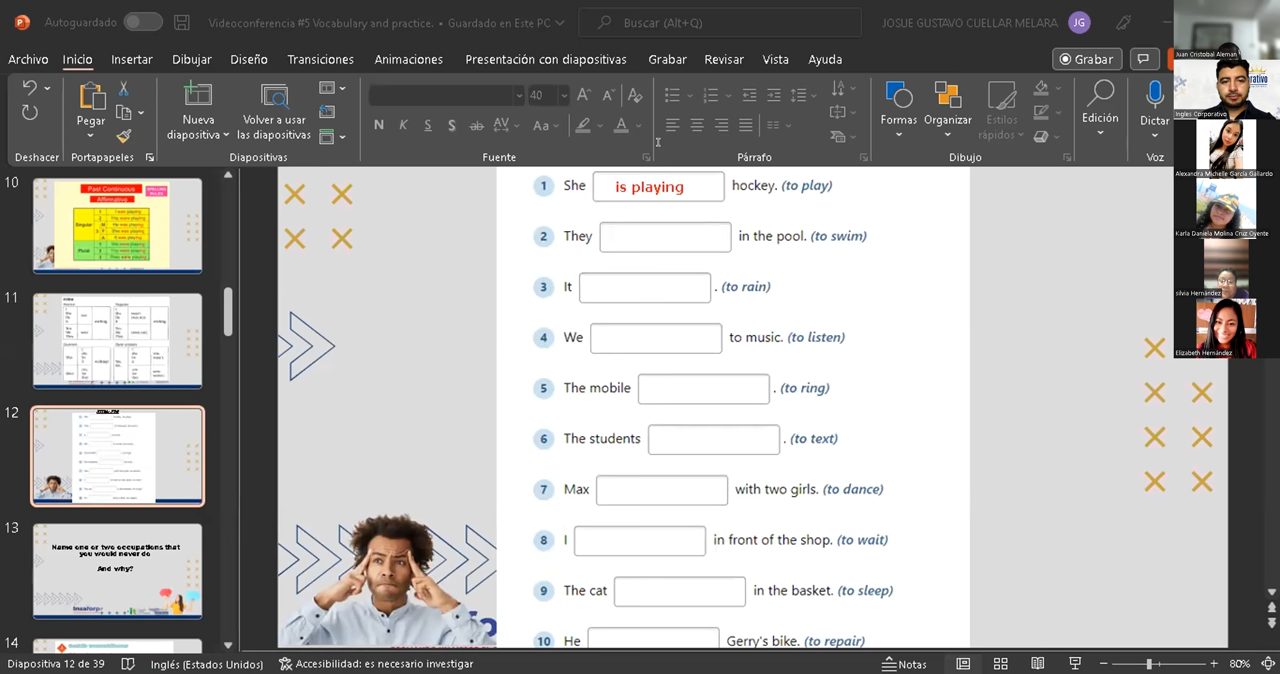 Autoguardado
Videoconferencia #5 Vocabulary and practice. • Guardado en Este PC
Buscar (Alt+Q)
JOSUE GUSTAVO CUELLAR MELARA
JG
Archivo Inicio Insertar Dibujar Diseño Transiciones Animaciones Presentación con diapositivas Grabar Revisar Vista Ayuda
Grabar
Pegar
Nueva diapositiva
Volver a usar las diapositivas
40
N K S S ab AV Aa A
Formas
Organizar
Estilos rápidos
Edición
Dictar
Deshacer Portapapeles Diapositivas Fuente Párrafo Dibujo Voz
Juan Cristobal Aleman
Ingles Corporativo
Alexandra Michelle García Gallardo
Karla Daniela Molina Cruz Oyente
silvia Hernández
Elizabeth Hernández
10
Past Continuous
Affirmative
Singular
Plural
11
12
13
Name one or two occupations that
you would never do
And why?
Insaforp
14
1 She is playing hockey. (to play)
2 They in the pool. (to swim)
3 It . (to rain)
4 We to music. (to listen)
5 The mobile . (to ring)
6 The students . (to text)
7 Max with two girls. (to dance)
8 I in front of the shop. (to wait)
9 The cat in the basket. (to sleep)
10 He Gerry's bike. (to repair)
Diapositiva 12 de 39
Inglés (Estados Unidos)
Accesibilidad: es necesario investigar
Notas
80%